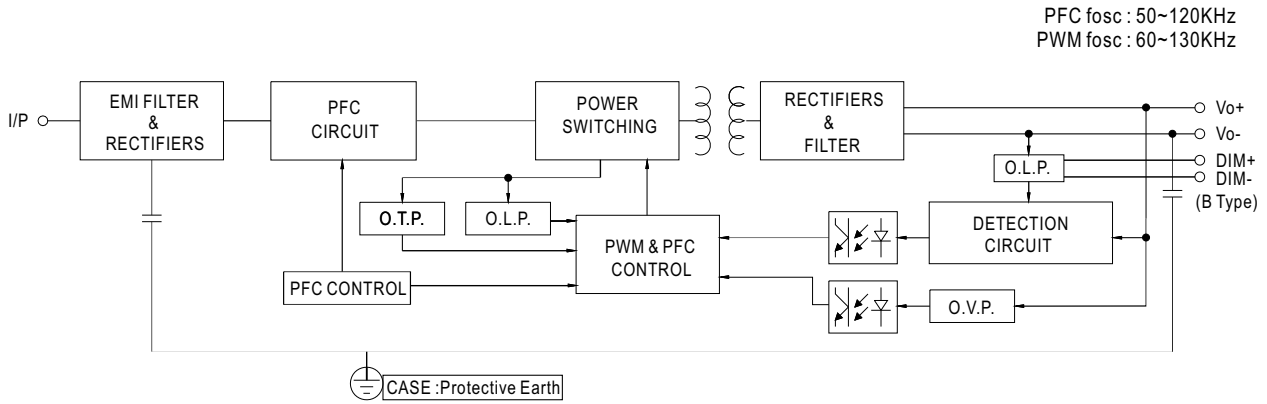 PFC fosc : 50~120KHz
PWM fosc : 60~130KHz
I/P
EMI FILTER
&
RECTIFIERS
PFC
CIRCUIT
POWER
SWITCHING
RECTIFIERS
&
FILTER
Vo+
Vo-
DIM+
DIM-
(B Type)
O.L.P.
O.T.P.
O.L.P.
PWM & PFC
CONTROL
DETECTION
CIRCUIT
PFC CONTROL
O.V.P.
CASE :Protective Earth